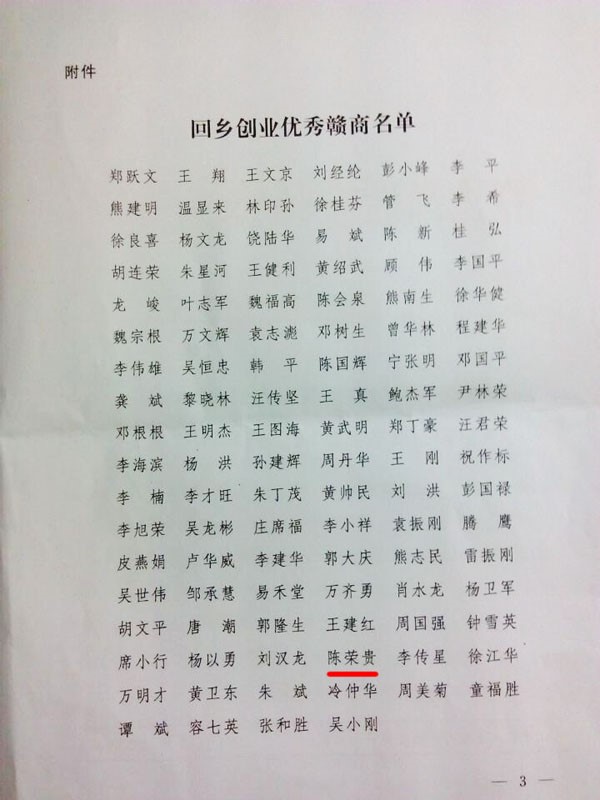 附件
回乡创业优秀赣商名单
郑跃文 王 翔 王文京 刘经纶 彭小峰 李 平
熊建明 温显来 林印孙 徐桂芬 管 飞 李 希
徐良喜 杨文龙 饶陆华 易 斌 陈 新 桂 弘
胡连荣 朱星河 王健利 黄绍武 顾 伟 李国平
龙 峻 叶志军 魏福高 陈会泉 熊南生 徐华健
魏宗根 万文辉 袁志滮 邓树生 曾华林 程建华
李伟雄 吴恒忠 韩 平 陈国辉 宁张明 邓国平
龚 斌 黎晓林 汪传坚 王 真 鲍杰军 尹林荣
邓根根 王明杰 王图海 黄武明 郑丁豪 汪君荣
李海滨 杨 洪 孙建辉 周丹华 王 刚 祝作标
李 楠 李才旺 朱丁茂 黄帅民 刘 洪 彭国禄
李旭荣 吴龙彬 庄席福 李小祥 袁振刚 腾 鹰
皮燕娟 卢华威 李建华 郭大庆 熊志民 雷振刚
吴世伟 邹承慧 易禾堂 万齐勇 肖水龙 杨卫军
胡文平 唐 潮 郭隆生 王建红 周国强 钟雪英
席小行 杨以勇 刘汉龙 陈荣贵 李传星 徐江华
万明才 黄卫东 朱 斌 冷仲华 周美菊 童福胜
谭 斌 容七英 张和胜 吴小刚
— 3 —